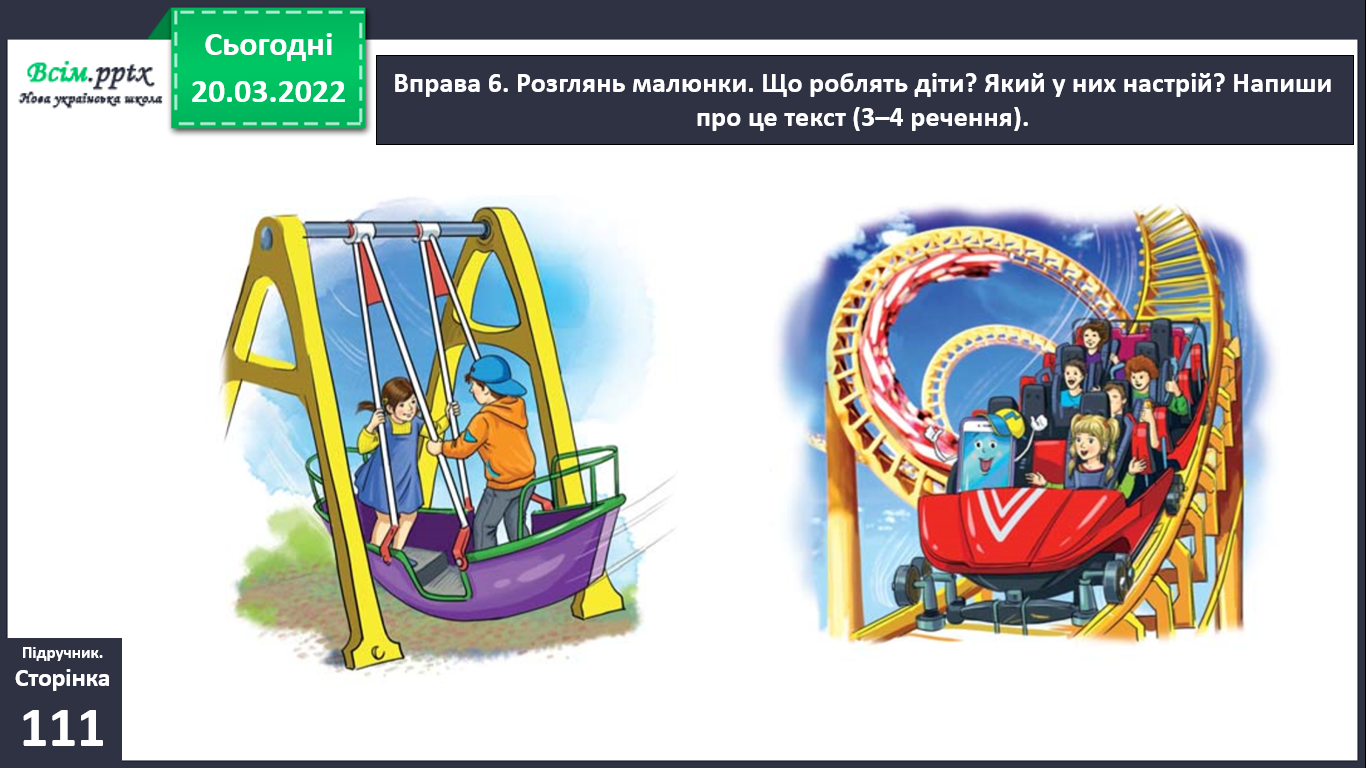 Всім.pptx
Нова українська школа
Сьогодні
20.03.2022
Вправа 6. Розглянь малюнки. Що роблять діти? Який у них настрій? Напиши
про це текст (3–4 речення).
Підручник.
Сторінка
111